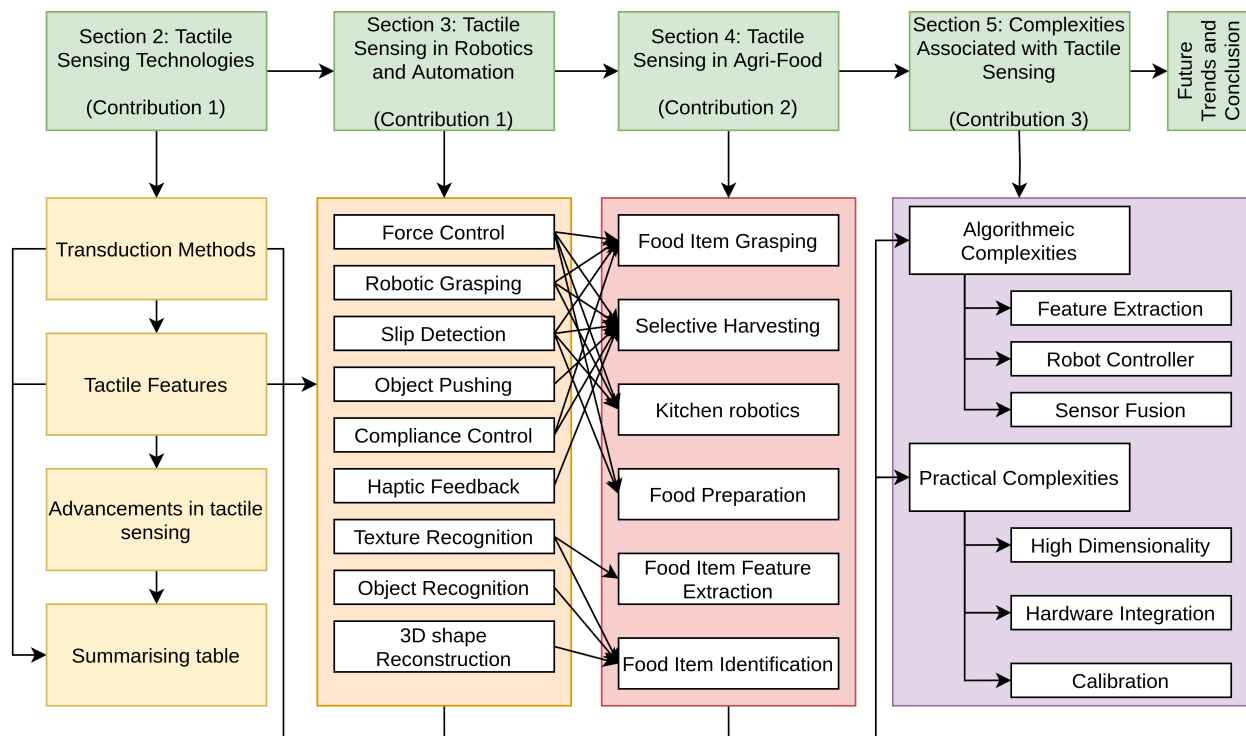 Section 2: Tactile
Sensing Technologies
(Contribution 1)
Section 3: Tactile
Sensing in Robotics
and Automation
(Contribution 1)
Section 4: Tactile
Sensing in Agri-Food
(Contribution 2)
Section 5: Complexities
Associated with Tactile
Sensing
(Contribution 3)
Future
Trends and
Conclusion
Transduction Methods
Tactile Features
Advancements in tactile
sensing
Summarising table
Force Control
Robotic Grasping
Slip Detection
Object Pushing
Compliance Control
Haptic Feedback
Texture Recognition
Object Recognition
3D shape
Reconstruction
Food Item Grasping
Selective Harvesting
Kitchen robotics
Food Preparation
Food Item Feature
Extraction
Food Item Identification
Algorithmeic
Complexities
Feature Extraction
Robot Controller
Sensor Fusion
Practical Complexities
High Dimensionality
Hardware Integration
Calibration